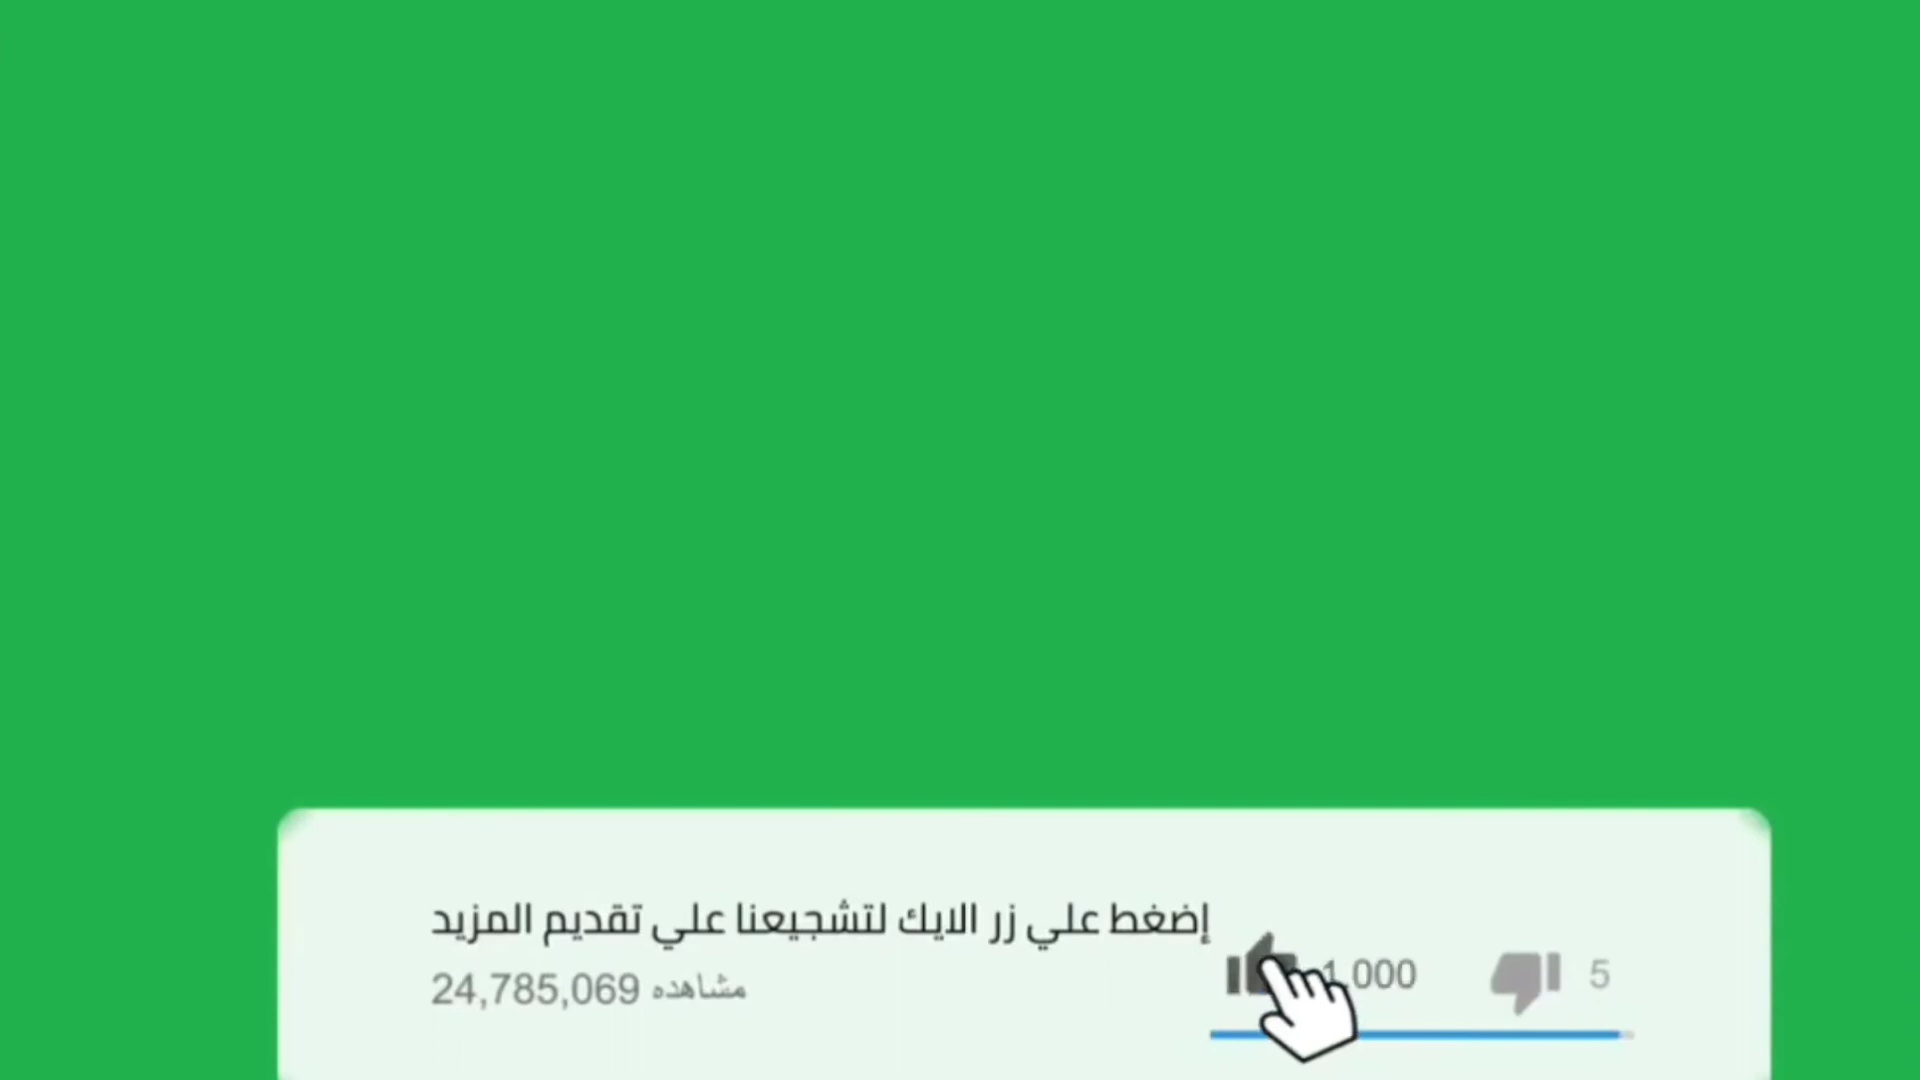 إضغط علي زر الايك لتشجيعنا علي تقديم المزيد
24,785,069 مشاهده
1,000
5